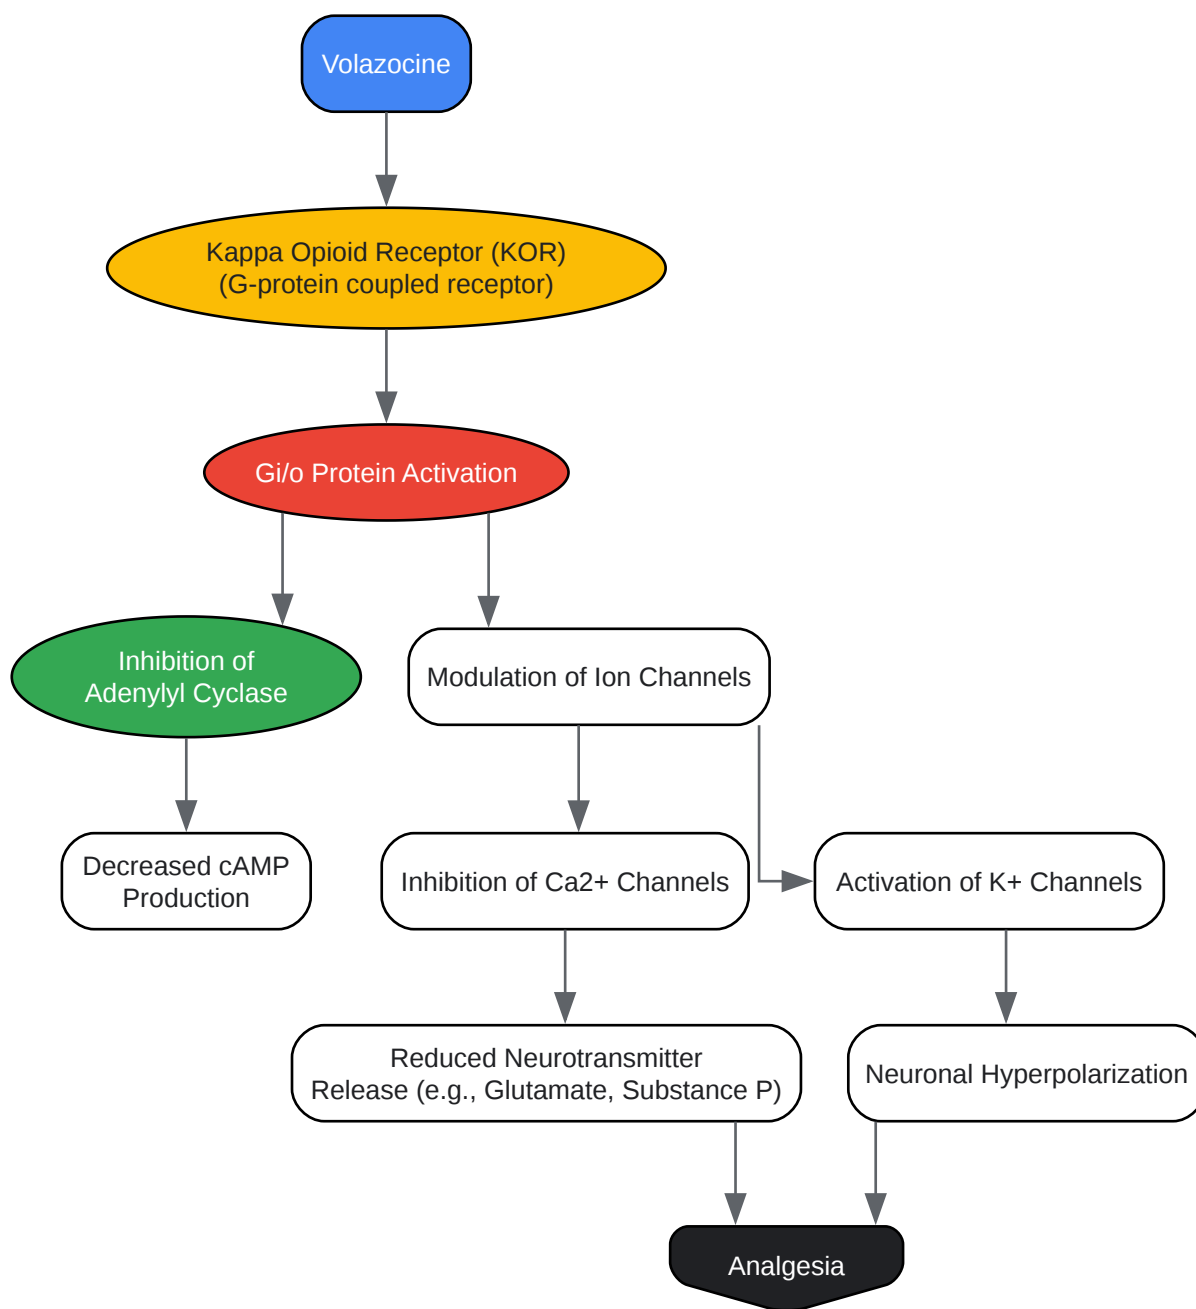 Volazocine
Kappa Opioid Receptor (KOR)
(G-protein coupled receptor)
Gi/o Protein Activation
Inhibition of
Adenylyl Cyclase
Modulation of Ion Channels
Decreased cAMP
Production
Inhibition of Ca2+ Channels
Activation of K+ Channels
Reduced Neurotransmitter
Release (e.g., Glutamate, Substance P)
Neuronal Hyperpolarization
Analgesia